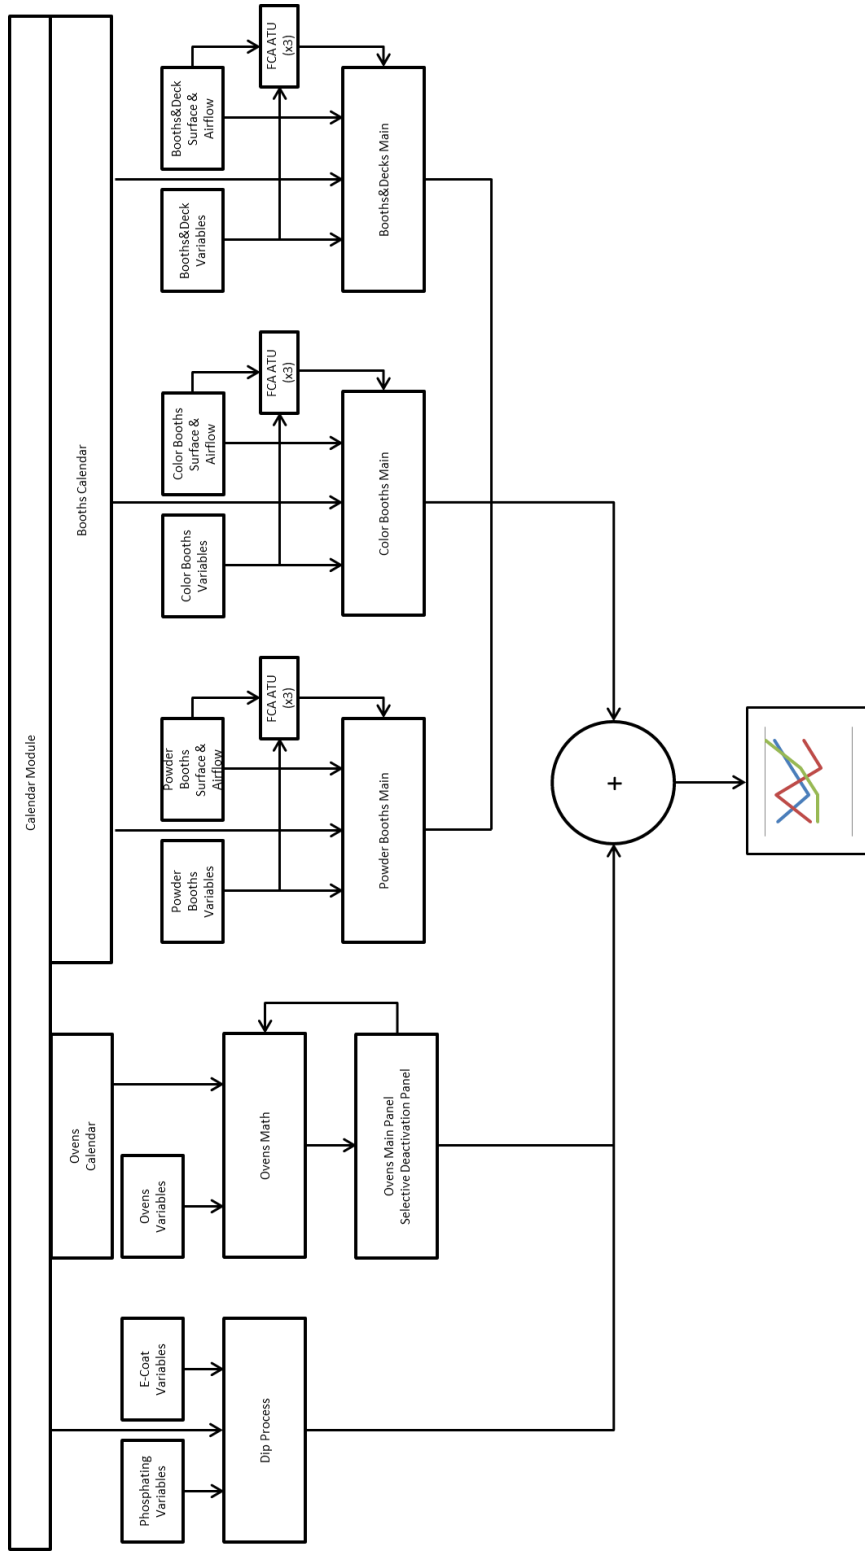 Calendar Module
Ovens
Calendar
Booths Calendar
Phosphating
Variables
E-Coat
Variables
Ovens
Variables
Powder
Booths
Variables
Powder
Booths
Surface &
Airflow
Color Booths
Variables
Color Booths
Surface &
Airflow
Booths&Deck
Variables
Booths&Deck
Surface &
Airflow
FCA ATU
(x3)
FCA ATU
(x3)
FCA ATU
(x3)
Dip Process
Ovens Math
Ovens Main Panel
Selective Deactivation Panel
Powder Booths Main
Color Booths Main
Booths&Decks Main
+